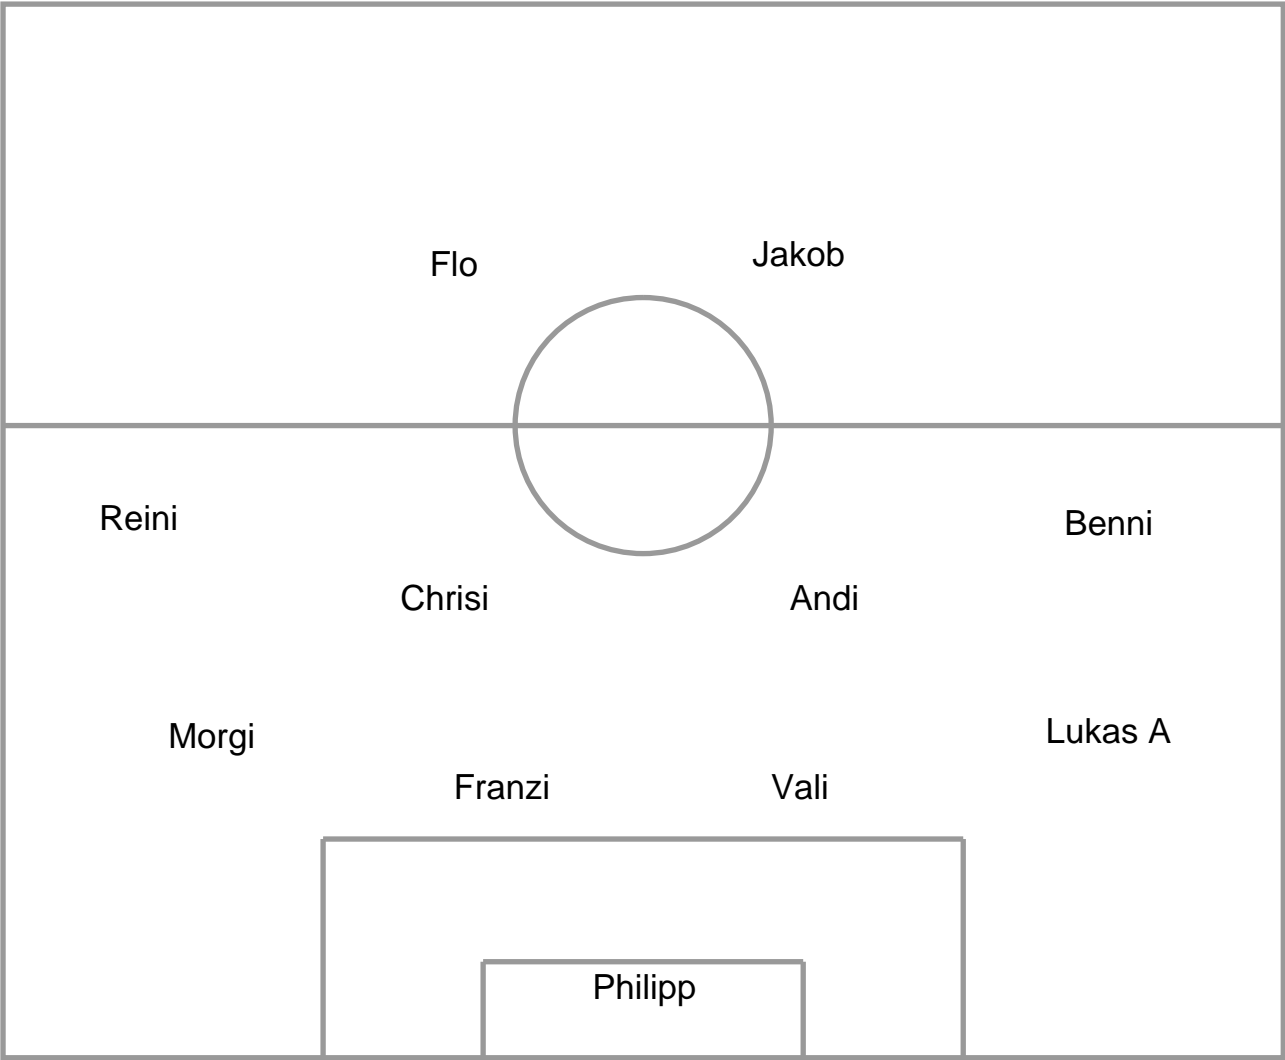 Flo
Jakob
Reini
Benni
Chrisi
Andi
Morgi
Lukas A
Franzi
Vali
Philipp